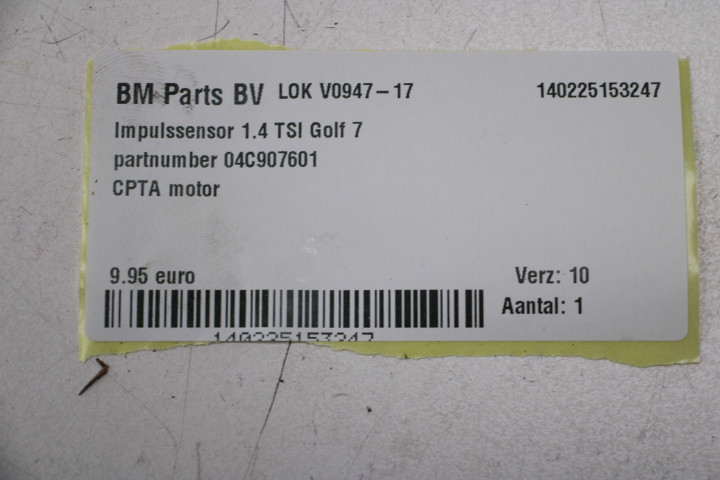 BM Parts BV LOK V0947-17 140225153247
Impulssensor 1.4 TSI Golf 7
partnumber 04C907601
CPTA motor
9.95 euro Verz: 10
Aantal: 1
140225153247